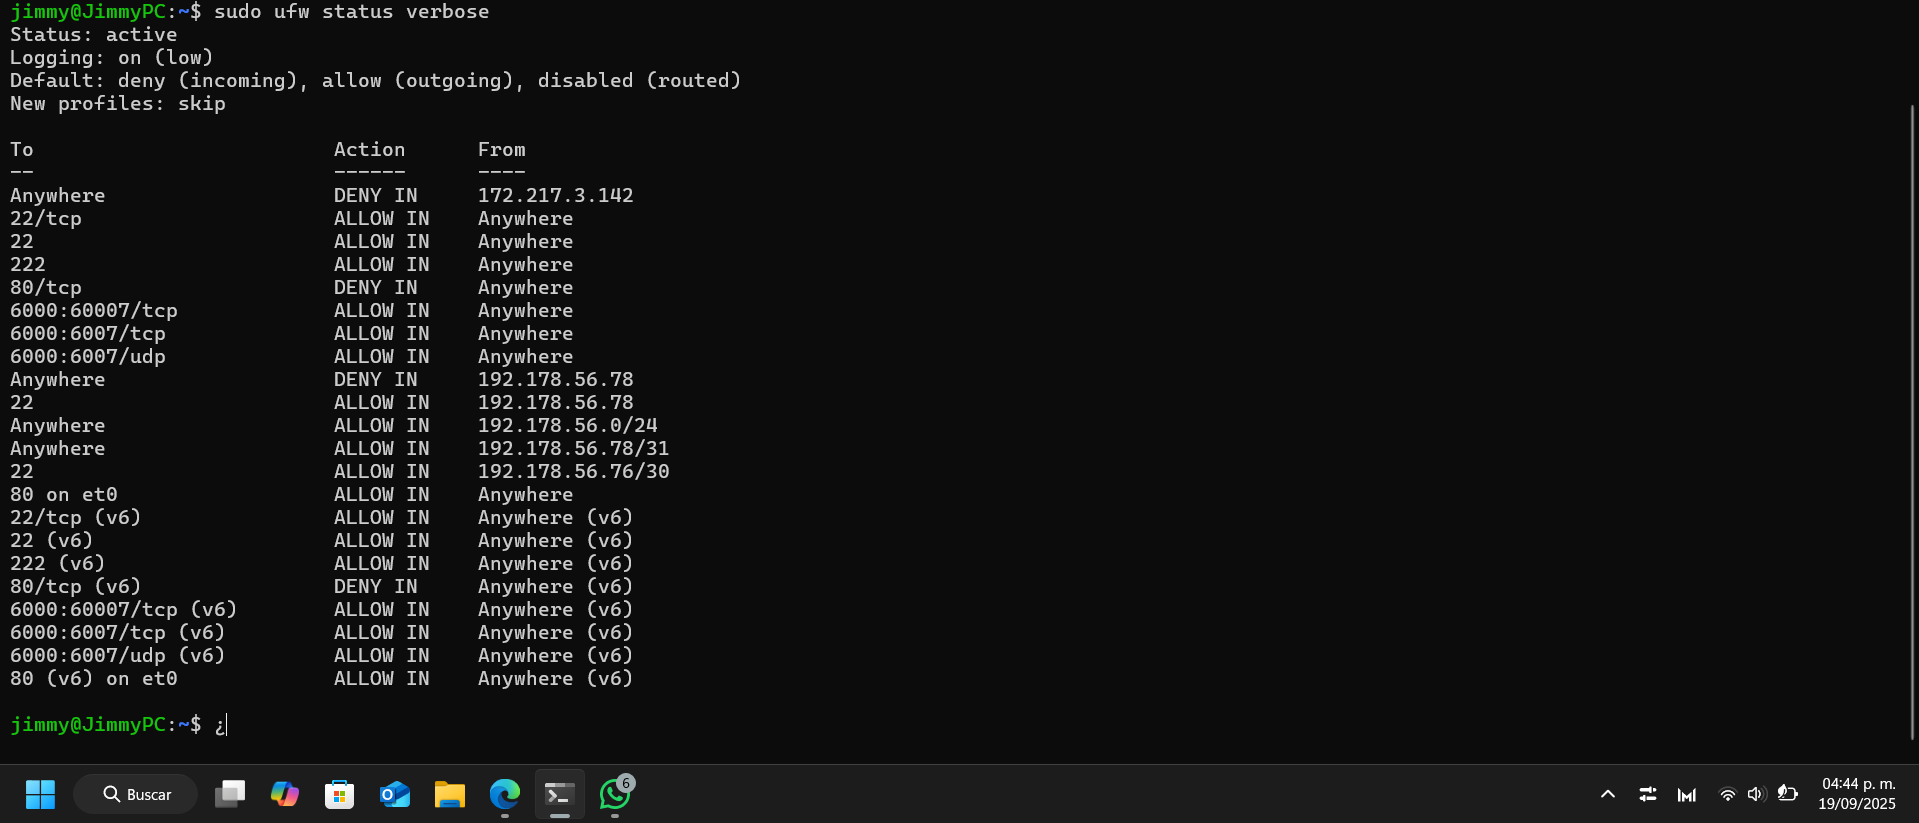 jimmy@JimmyPC:~$ sudo ufw status verbose
Status: active
Logging: on (low)
Default: deny (incoming), allow (outgoing), disabled (routed)
New profiles: skip

To                         Action      From
--                         ------      ----
Anywhere                   DENY IN     172.217.3.142
22/tcp                     ALLOW IN    Anywhere
22                         ALLOW IN    Anywhere
222                        ALLOW IN    Anywhere
80/tcp                     DENY IN     Anywhere
6000:60007/tcp             ALLOW IN    Anywhere
6000:6007/tcp              ALLOW IN    Anywhere
6000:6007/udp              ALLOW IN    Anywhere
Anywhere                   DENY IN     192.178.56.78
22                         ALLOW IN    192.178.56.78
Anywhere                   ALLOW IN    192.178.56.0/24
Anywhere                   ALLOW IN    192.178.56.78/31
22                         ALLOW IN    192.178.56.76/30
80 on et0                  ALLOW IN    Anywhere
22/tcp (v6)                ALLOW IN    Anywhere (v6)
22 (v6)                    ALLOW IN    Anywhere (v6)
222 (v6)                   ALLOW IN    Anywhere (v6)
80/tcp (v6)                DENY IN     Anywhere (v6)
6000:60007/tcp (v6)        ALLOW IN    Anywhere (v6)
6000:6007/tcp (v6)         ALLOW IN    Anywhere (v6)
6000:6007/udp (v6)         ALLOW IN    Anywhere (v6)
80 (v6) on et0             ALLOW IN    Anywhere (v6)

jimmy@JimmyPC:~$ ¿
Buscar
6
04:44 p. m.
19/09/2025